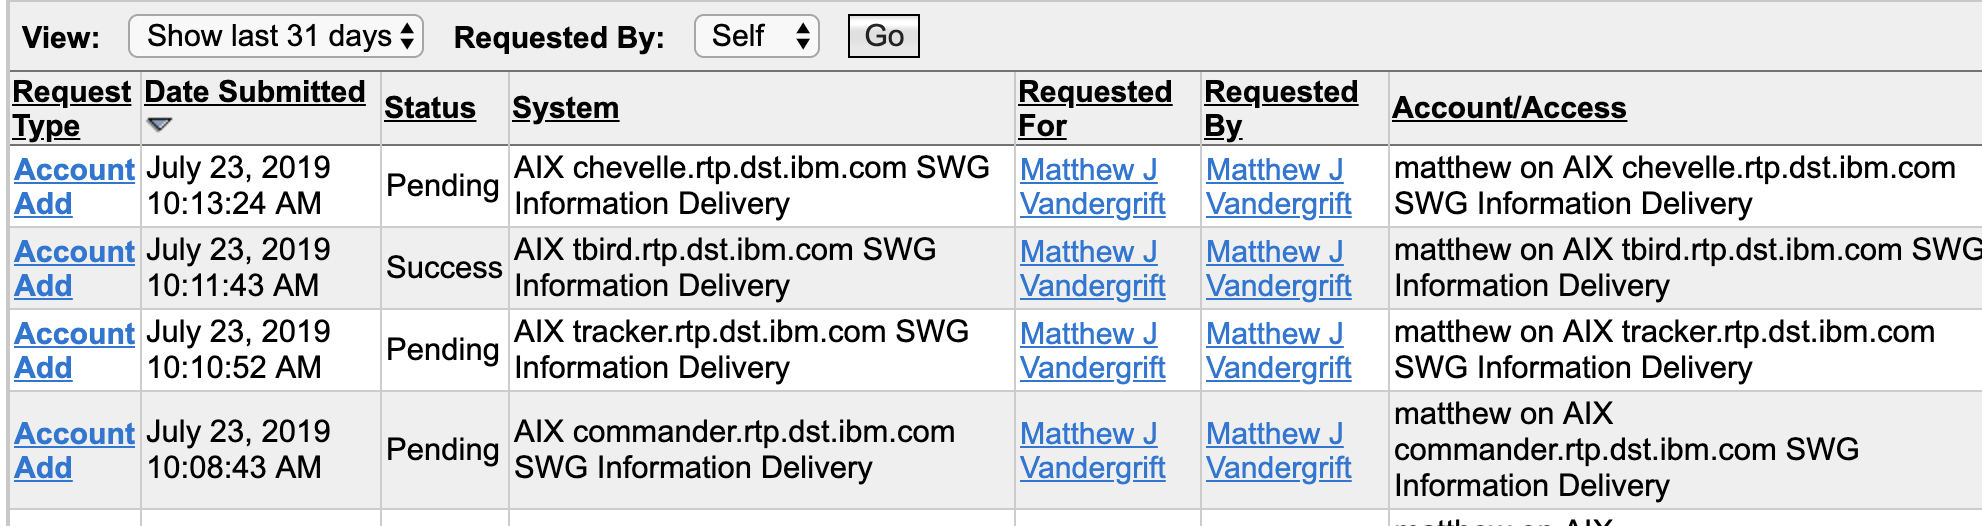 View: Show last 31 days Requested By: Self Go
Request Type Date Submitted Status System Requested For Requested By Account/Access
Account Add July 23, 2019 10:13:24 AM Pending AIX chevelle.rtp.dst.ibm.com SWG Information Delivery Matthew J Vandergrift Matthew J Vandergrift matthew on AIX chevelle.rtp.dst.ibm.com SWG Information Delivery
Account Add July 23, 2019 10:11:43 AM Success AIX tbird.rtp.dst.ibm.com SWG Information Delivery Matthew J Vandergrift Matthew J Vandergrift matthew on AIX tbird.rtp.dst.ibm.com SWG Information Delivery
Account Add July 23, 2019 10:10:52 AM Pending AIX tracker.rtp.dst.ibm.com SWG Information Delivery Matthew J Vandergrift Matthew J Vandergrift matthew on AIX tracker.rtp.dst.ibm.com SWG Information Delivery
Account Add July 23, 2019 10:08:43 AM Pending AIX commander.rtp.dst.ibm.com SWG Information Delivery Matthew J Vandergrift Matthew J Vandergrift matthew on AIX commander.rtp.dst.ibm.com SWG Information Delivery